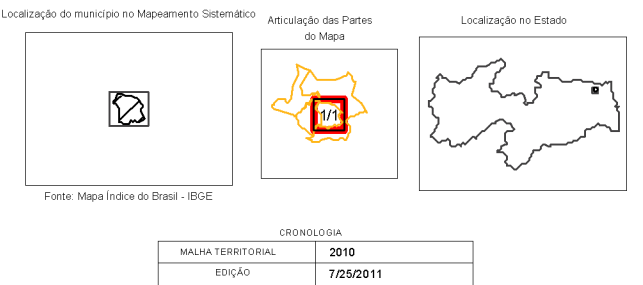 Localização do município no Mapeamento Sistemático
Articulação das Partes
do Mapa
Localização no Estado
1/1
Fonte: Mapa Índice do Brasil - IBGE
CRONOLOGIA
MALHA TERRITORIAL 2010
EDIÇÃO 7/25/2011